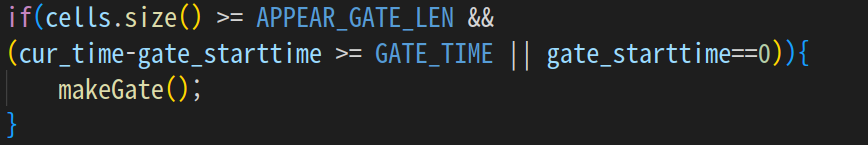 if(cells.size() >= APPEAR_GATE_LEN &&
(cur_time-gate_starttime >= GATE_TIME || gate_starttime==0)){
makeGate();
}